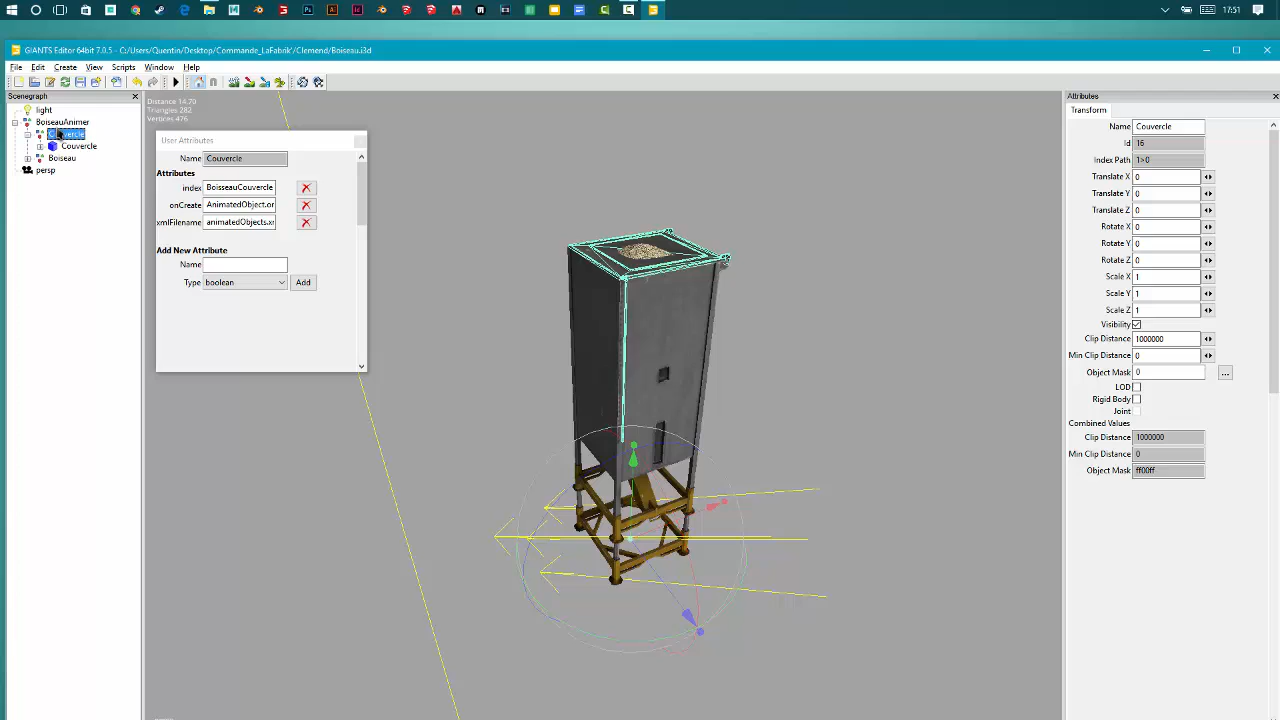 17:51
GIANTS Editor 64bit 7.0.5 - C:/Users/Quentin/Desktop/Commande_LaFabrik'/Clemend/Boiseau.i3d
File Edit Create View Scripts Window Help
Scenegraph
light
BoiseauAnimer
Couvercle
Couvercle
Boiseau
persp
Distance 14.70
Triangles 282
Vertices 476
User Attributes
Name Couvercle
Attributes
index BoisseauCouvercle
onCreate AnimatedObject.or
xmlFilename animatedObjects.x
Add New Attribute
Name
Type boolean Add
Attributes
Transform
Name Couvercle
Id 16
Index Path 1>0
Translate X 0
Translate Y 0
Translate Z 0
Rotate X 0
Rotate Y 0
Rotate Z 0
Scale X 1
Scale Y 1
Scale Z 1
Visibility
Clip Distance 1000000
Min Clip Distance 0
Object Mask 0 ...
LOD
Rigid Body
Joint
Combined Values
Clip Distance 1000000
Min Clip Distance 0
Object Mask ff00ff